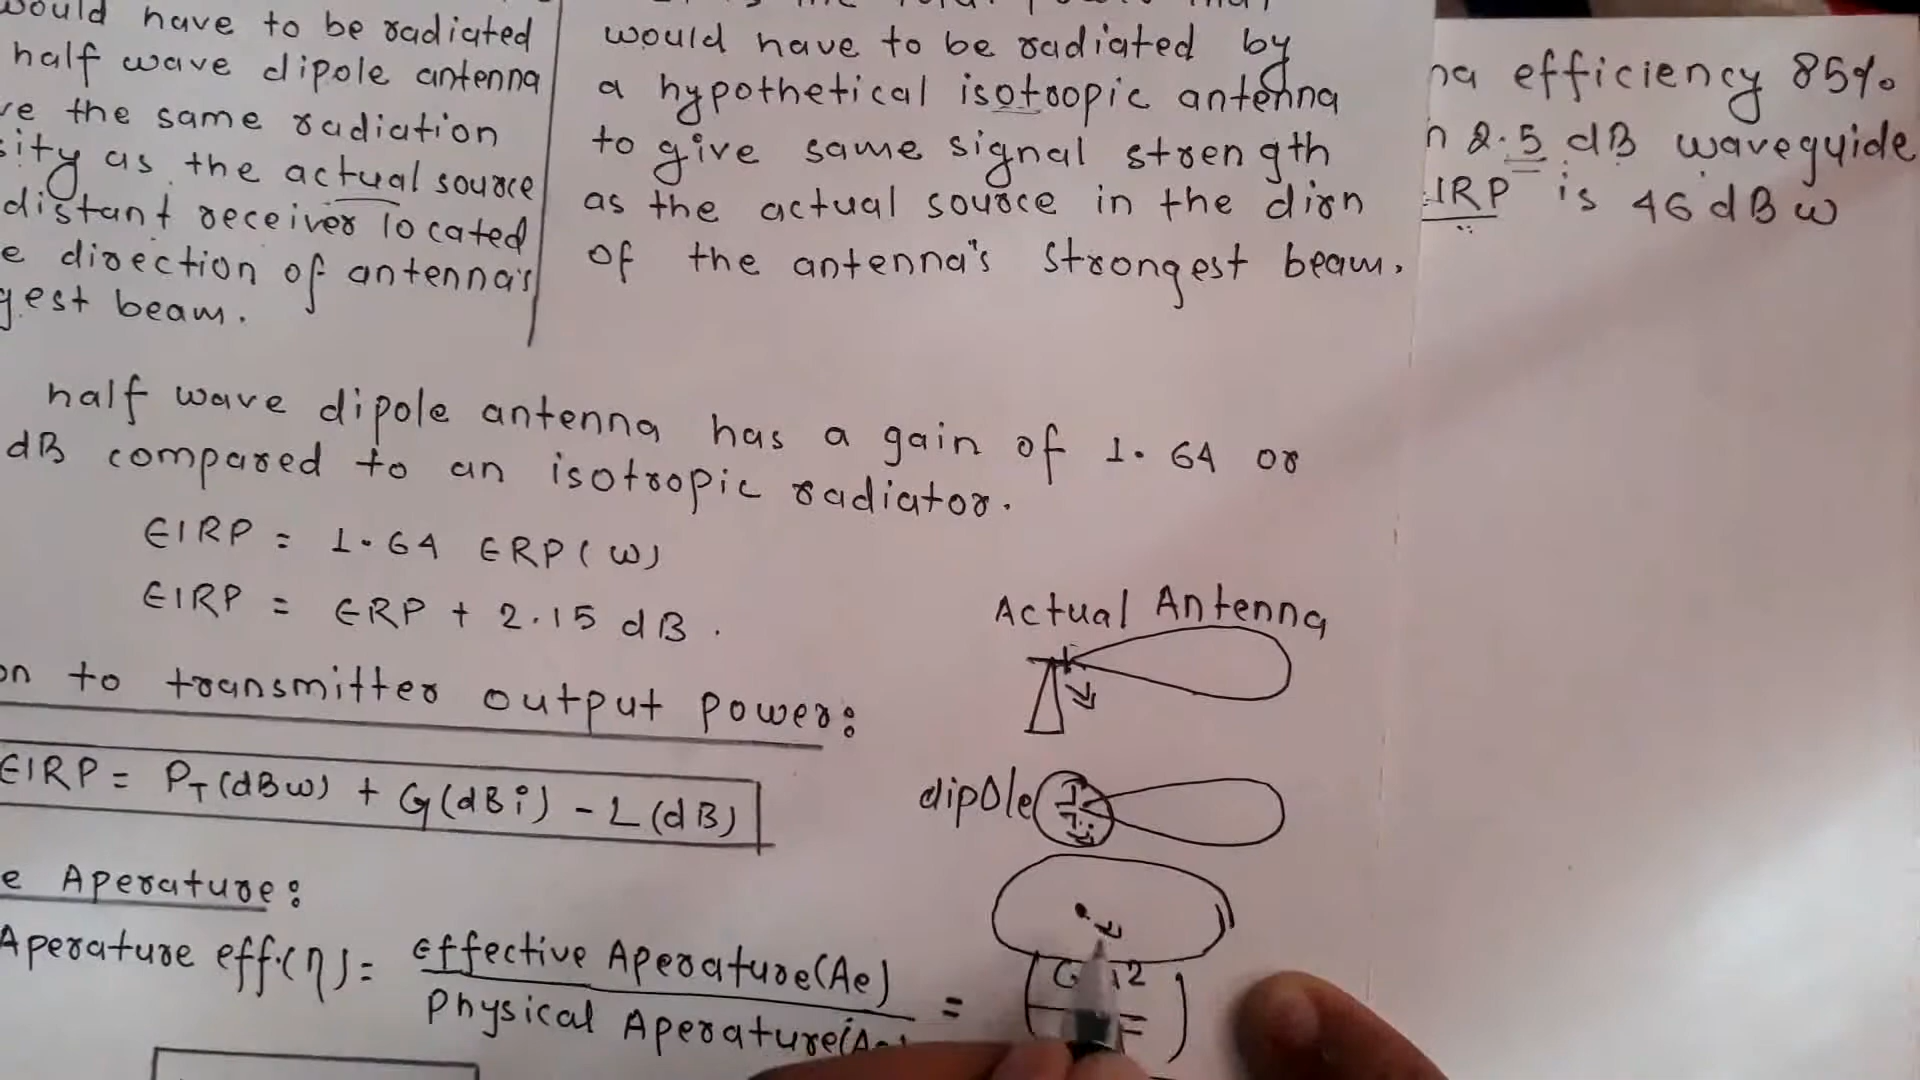 would have to be radiated
half wave dipole antenna
the same radiation
as the actual source
distant receiver located
direction of antenna's
beam.
would have to be radiated by
a hypothetical isotropic antenna
to give same signal strength
as the actual source in the dirn
of the antenna's strongest beam.
efficiency 85%
2.5 dB waveguide
EIRP is 46 dBw
half wave dipole antenna has a gain of 1.64 or
dB compared to an isotropic radiator.
EIRP = 1.64 ERP (W)
EIRP = ERP + 2.15 dB.
to transmitter output power:
EIRP = PT (dBw) + G (dBi) - L (dB)
Actual Antenna
dipole
Aperature:
Aperature eff.(η) = Effective Aperature(Ae)
Physical Aperature
=